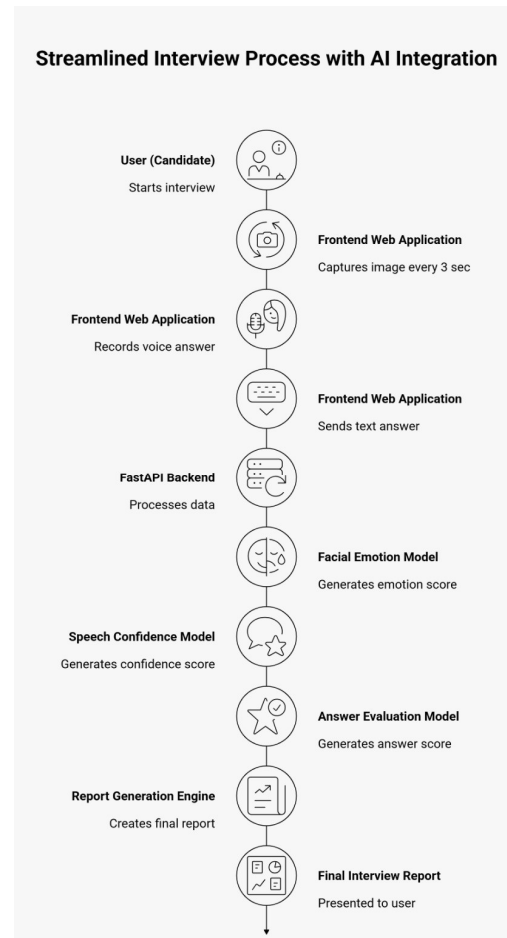 Streamlined Interview Process with AI Integration
User (Candidate)
Starts interview
Frontend Web Application
Captures image every 3 sec
Frontend Web Application
Records voice answer
Frontend Web Application
Sends text answer
FastAPI Backend
Processes data
Facial Emotion Model
Generates emotion score
Speech Confidence Model
Generates confidence score
Answer Evaluation Model
Generates answer score
Report Generation Engine
Creates final report
Final Interview Report
Presented to user